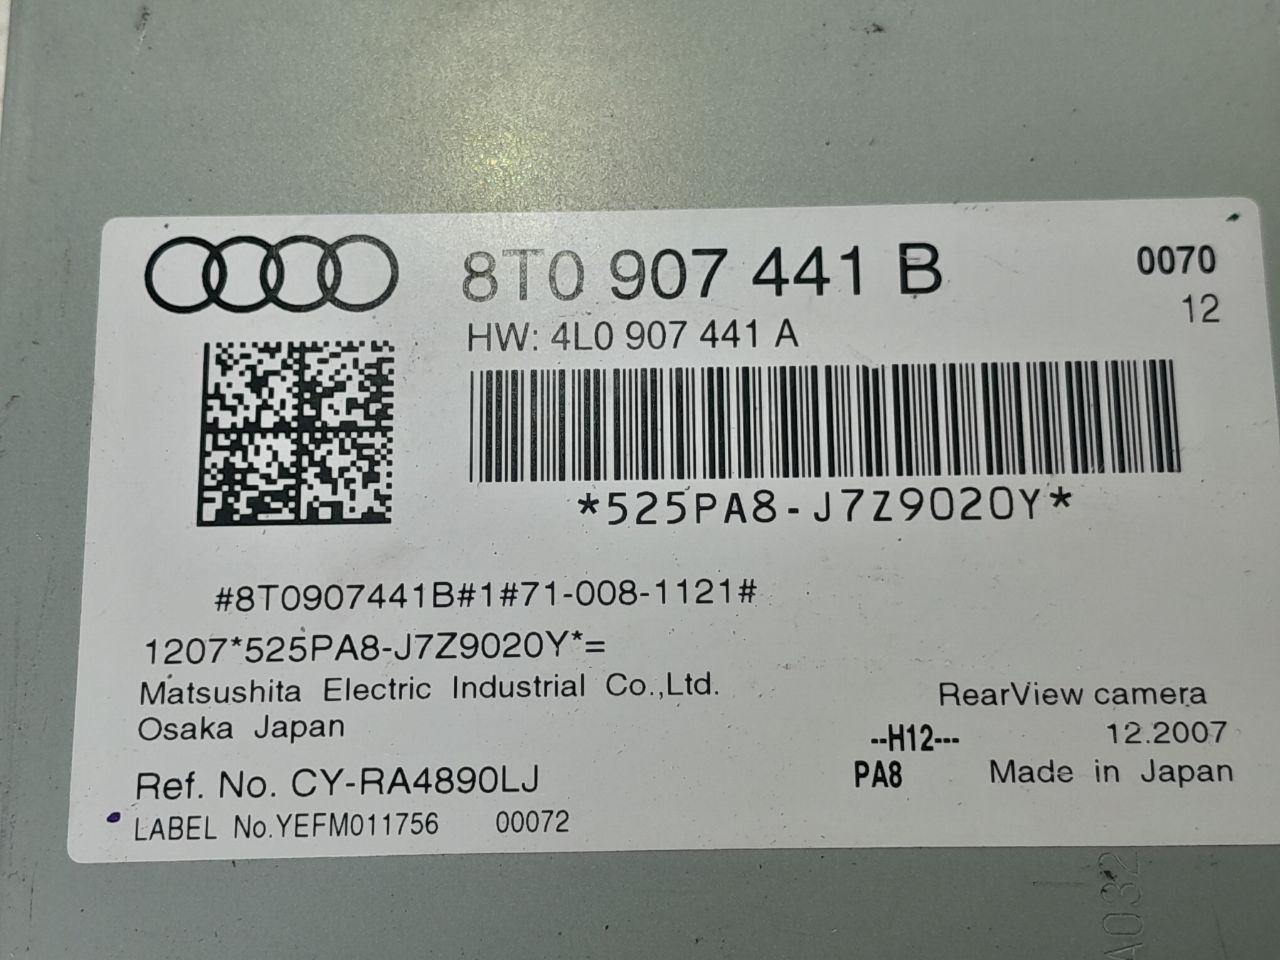 8T0 907 441 B
0070
12
HW: 4L0 907 441 A
*525PA8-J7Z9020Y*
#8T0907441B#1#71-008-1121#
1207*525PA8-J7Z9020Y*=
Matsushita Electric Industrial Co.,Ltd.
Osaka Japan
RearView camera
--H12---
12.2007
PA8
Made in Japan
Ref. No. CY-RA4890LJ
LABEL No.YEFM011756 00072
A032